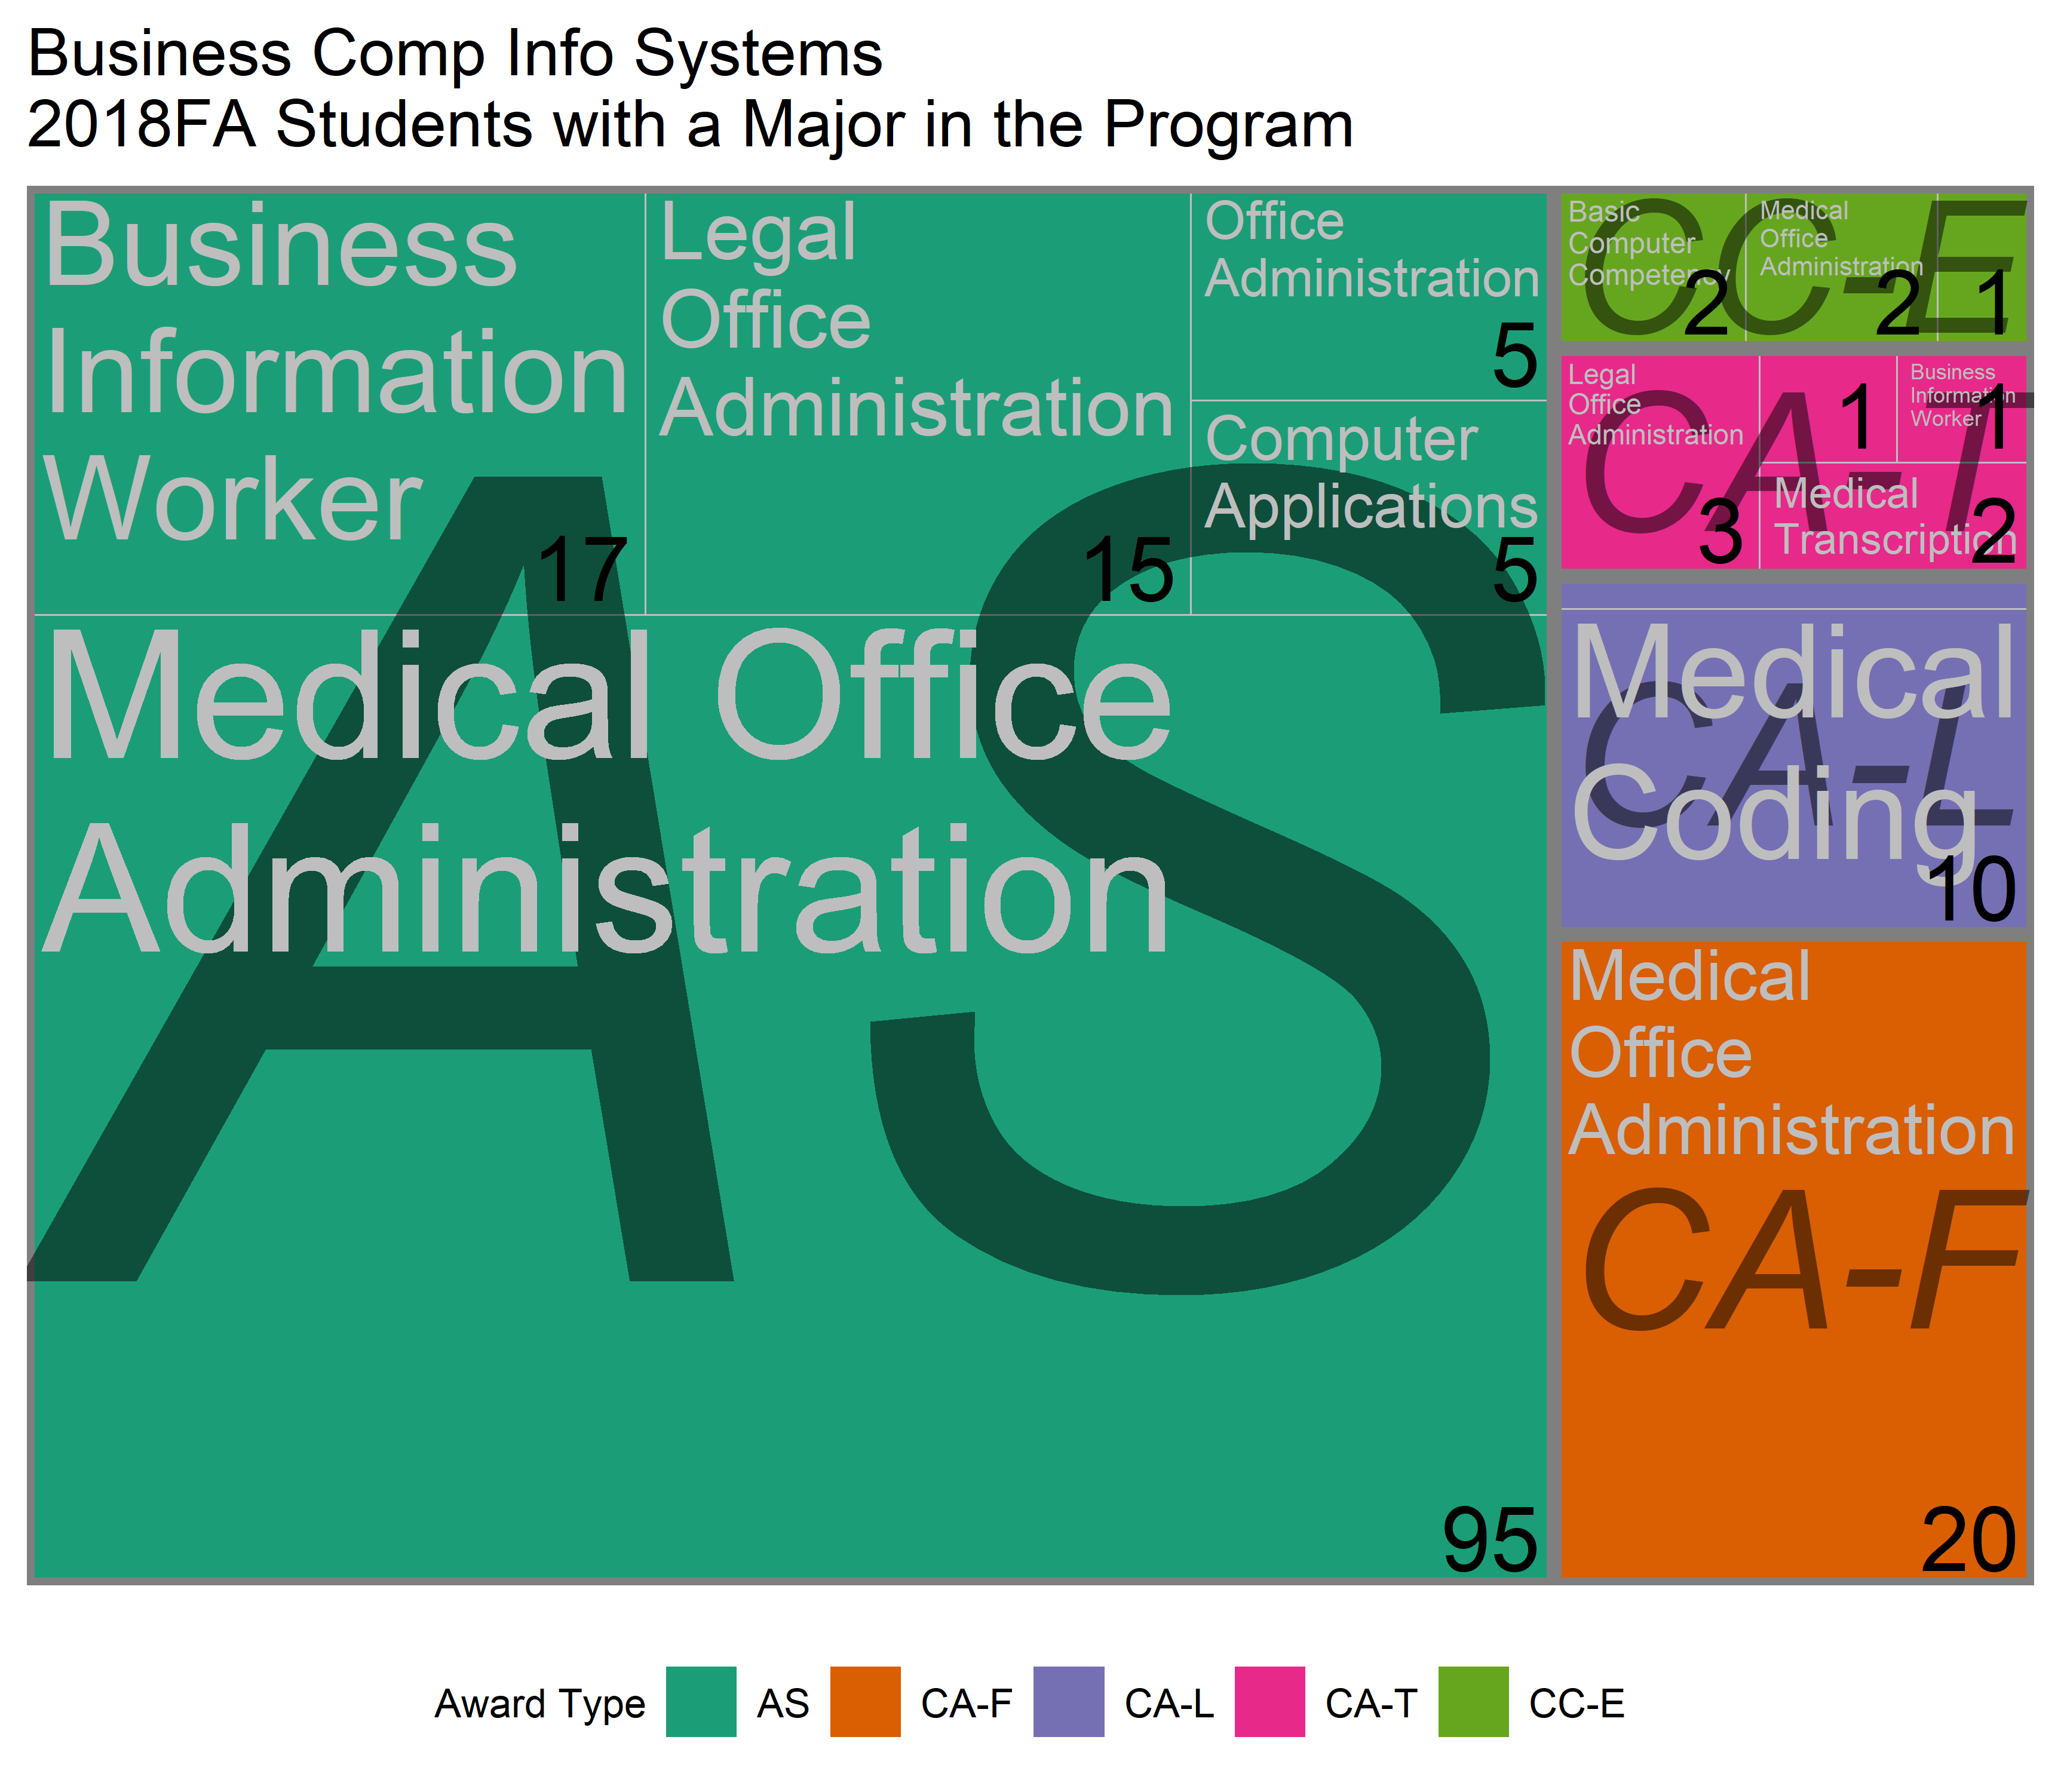 Business Comp Info Systems
2018FA Students with a Major in the Program
Business
Information
Worker
17
Legal
Office
Administration
15
Office
Administration
5
Computer
Applications
5
Medical Office
Administration
95
AS
Basic
Computer
Competency
2
Medical
Office
Administration
2
1
CC-E
Legal
Office
Administration
3
1
Business
Information
Worker
1
Medical
Transcription
2
CA-T
Medical
Coding
10
CA-L
Medical
Office
Administration
CA-F
20
Award Type AS CA-F CA-L CA-T CC-E